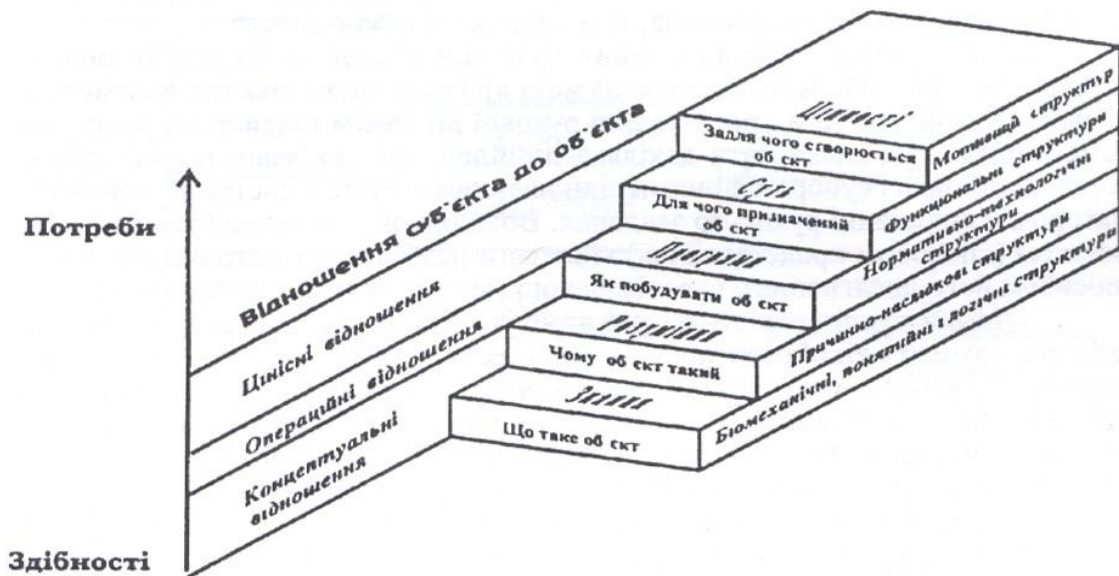 Потреби
Здібності
Відношення суб'єкта до об'єкта
Ціннісні відношення
Операційні відношення
Концептуальні
відношення
Цінності
Задля чого створюється
об єкт
Цілі
Для чого призначений
об єкт
Програми
Як побудувати об єкт
Розуміння
Чому об єкт такий
Знання
Що таке об єкт
Мотивації структур
Функціональні структури
Нормативно-технологічні
структури
Причинно-наслідкові структури
Біомеханічні, понятійні і логічні структури